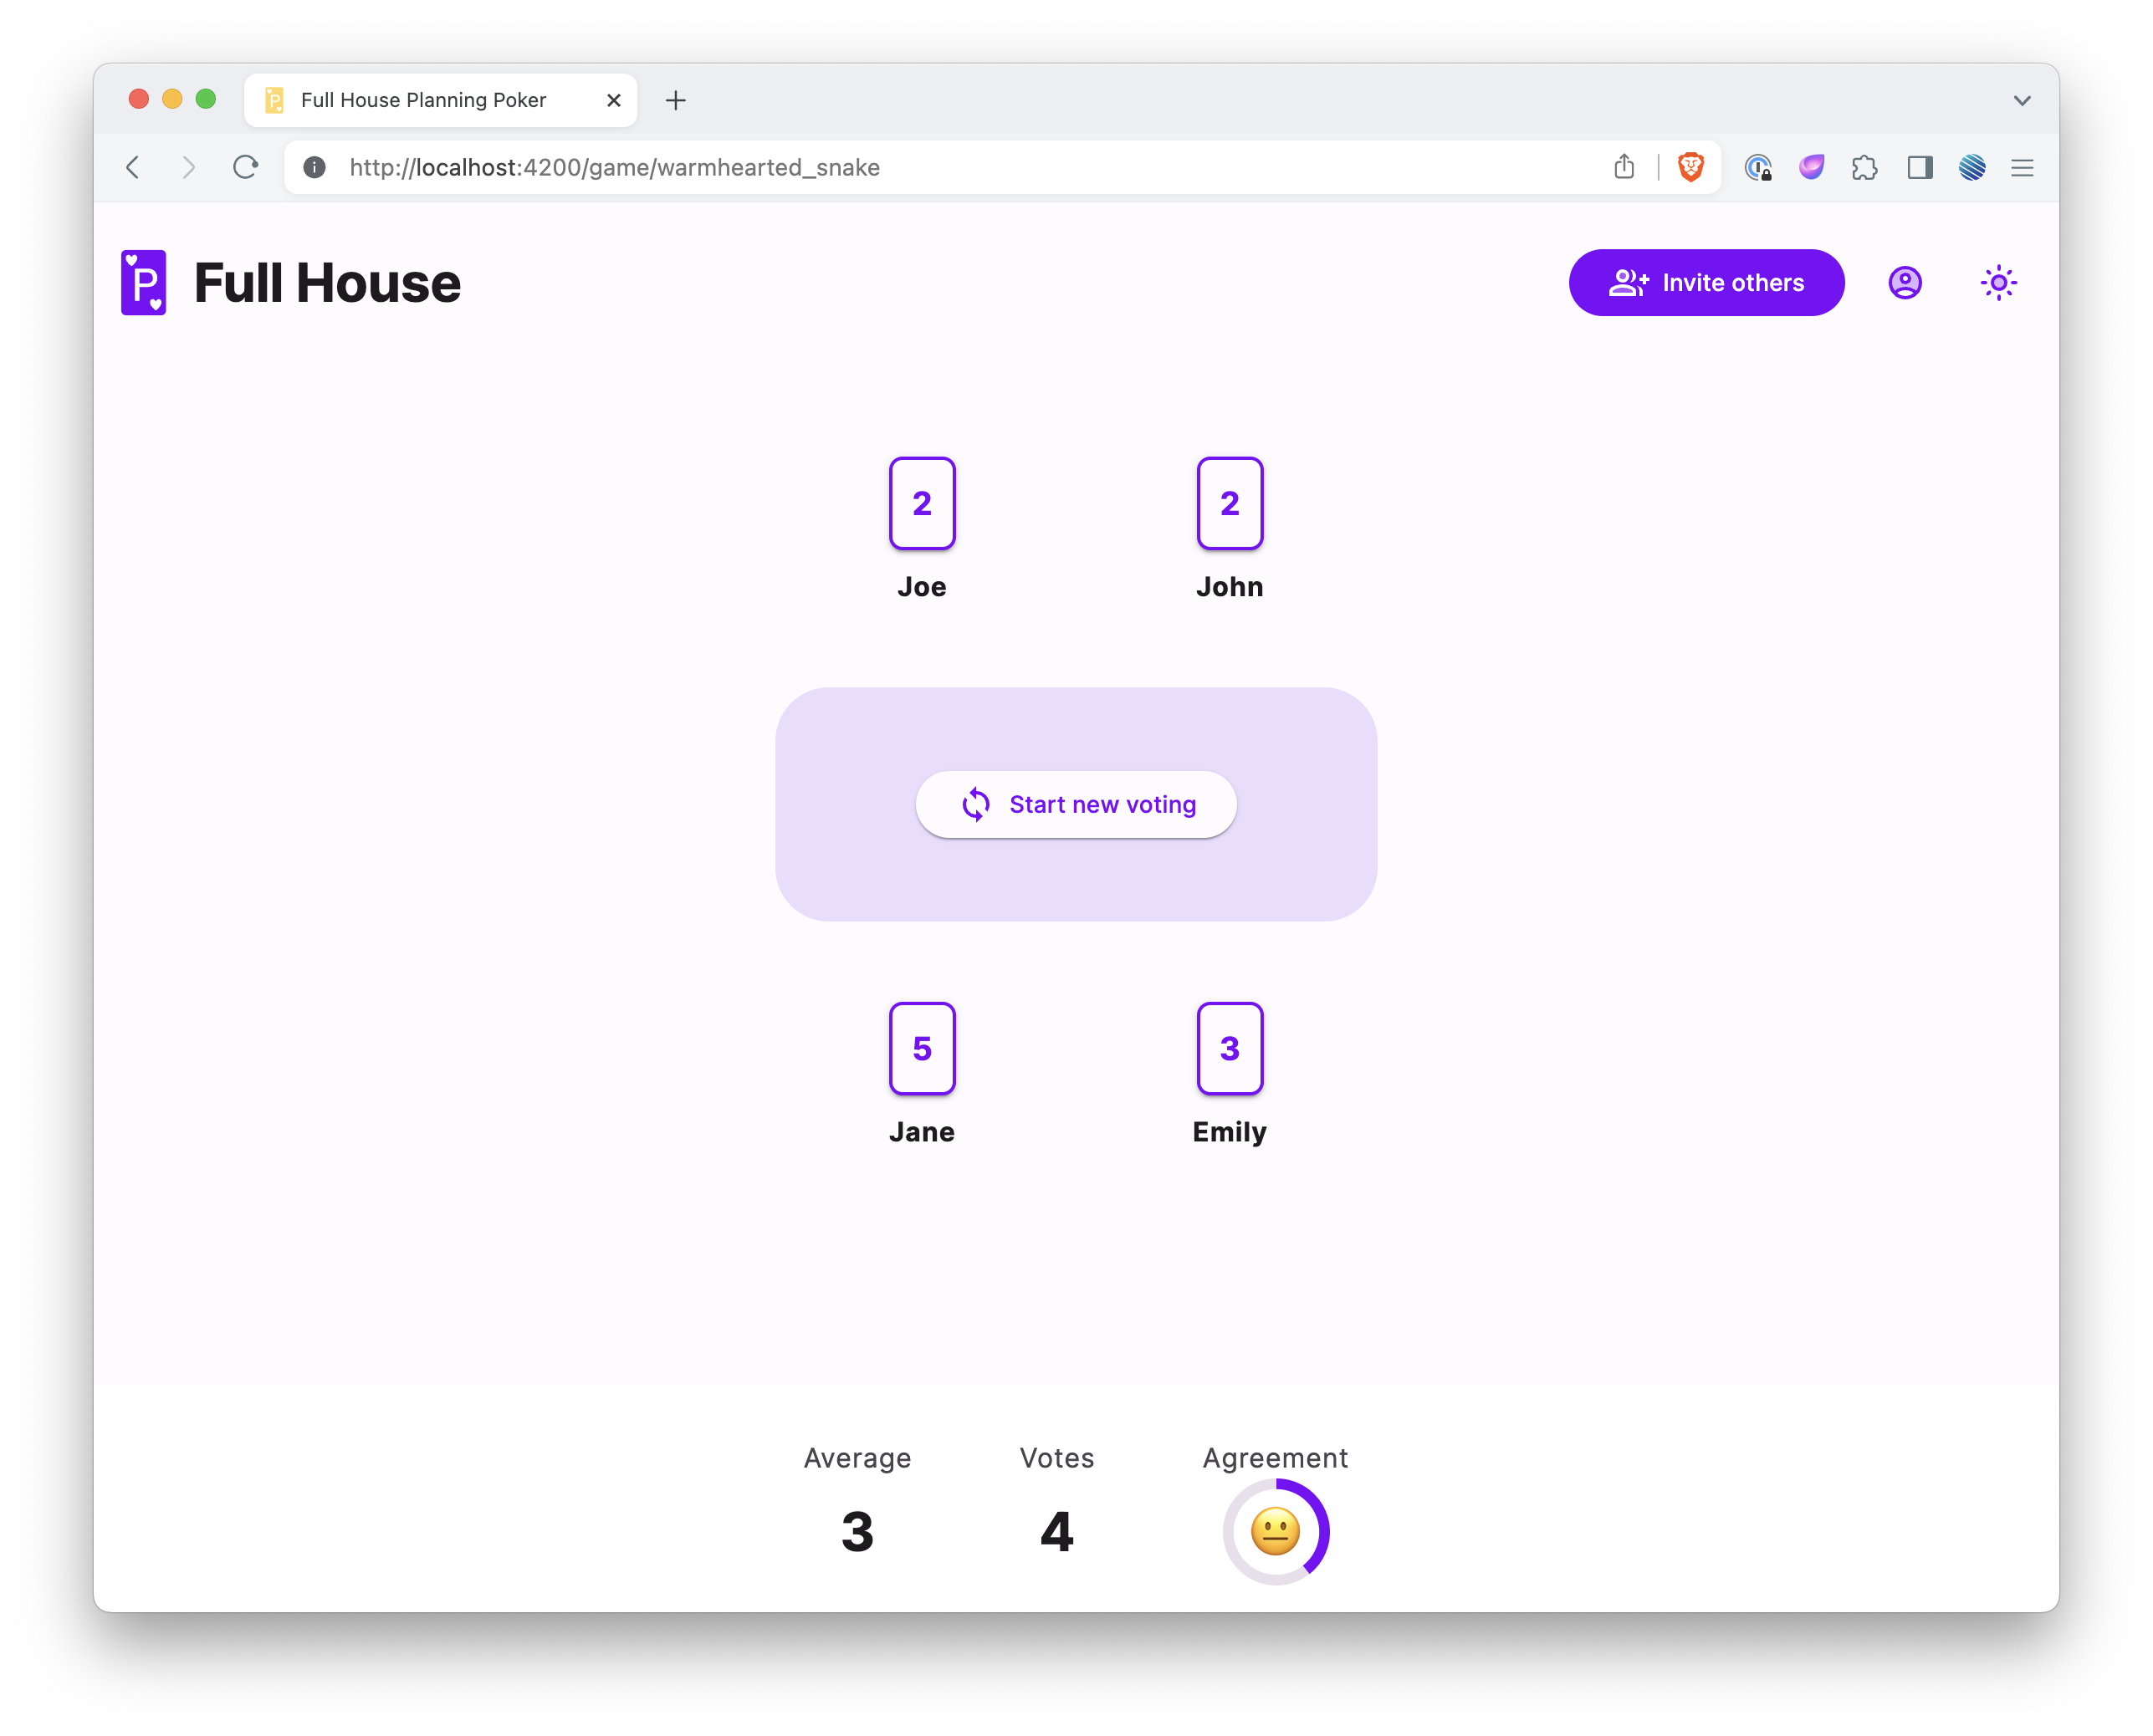 Full House Planning Poker
http://localhost:4200/game/warmhearted_snake
P
Full House
Invite others
2
2
Joe
John
Start new voting
5
3
Jane
Emily
Average
Votes
Agreement
3
4